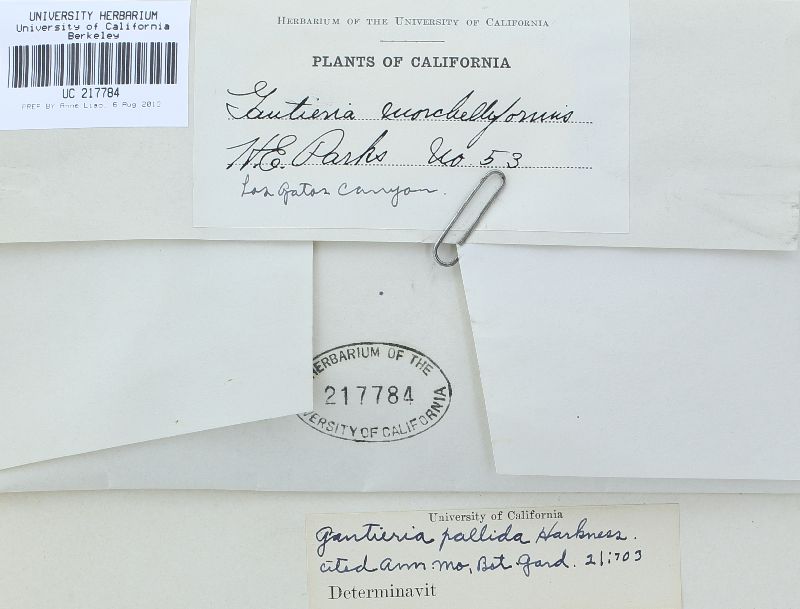 UNIVERSITY HERBARIUM
University of California
Berkeley
UC 217784
PREP BY Anne Liao, 6 Aug 2013
HERBARIUM OF THE UNIVERSITY OF CALIFORNIA
PLANTS OF CALIFORNIA
Gautieria morchellyformis
H.E. Parks No. 53
Los Gatos Canyon.
HERBARIUM OF THE
217784
VERSITY OF CALIFORNIA
University of California
Gautieria pallida Harkness.
cited Ann. Mo, Bot Gard. 21:703
Determinavit